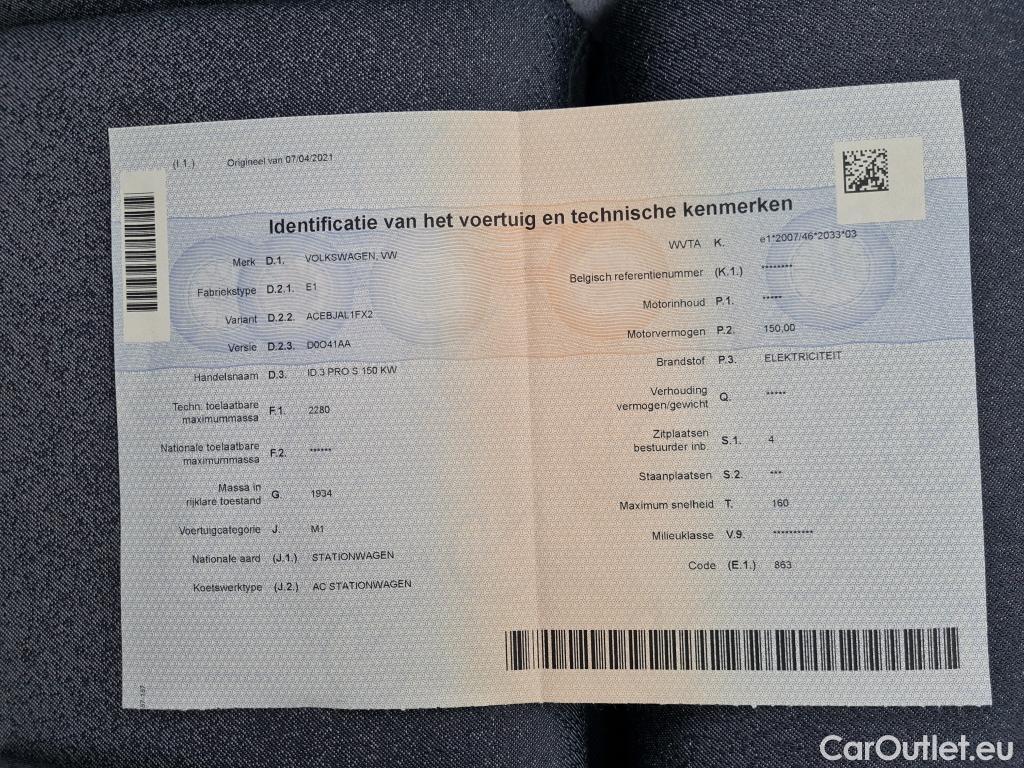 (I.1.) Origineel van 07/04/2021
Identificatie van het voertuig en technische kenmerken
Merk D.1. VOLKSWAGEN, VW
Fabriekstype D.2.1. E1
Variant D.2.2. ACEBJAL1FX2
Versie D.2.3. D0O41AA
Handelsnaam D.3. ID.3 PRO S 150 KW
Techn. toelaatbare
maximummassa F.1. 2280
Nationale toelaatbare
maximummassa F.2. ******
Massa in
rijklare toestand G. 1934
Voertuigcategorie J. M1
Nationale aard (J.1.) STATIONWAGEN
Koetswerktype (J.2.) AC STATIONWAGEN
WVTA K. e1*2007/46*2033*03
Belgisch referentienummer (K.1.) ********
Motorinhoud P.1. *****
Motorvermogen P.2. 150,00
Brandstof P.3. ELEKTRICITEIT
Verhouding
vermogen/gewicht Q. *****
Zitplaatsen
bestuurder inb. S.1. 4
Staanplaatsen S.2. ***
Maximum snelheid T. 160
Milieuklasse V.9. **********
Code (E.1.) 863
CarOutlet.eu